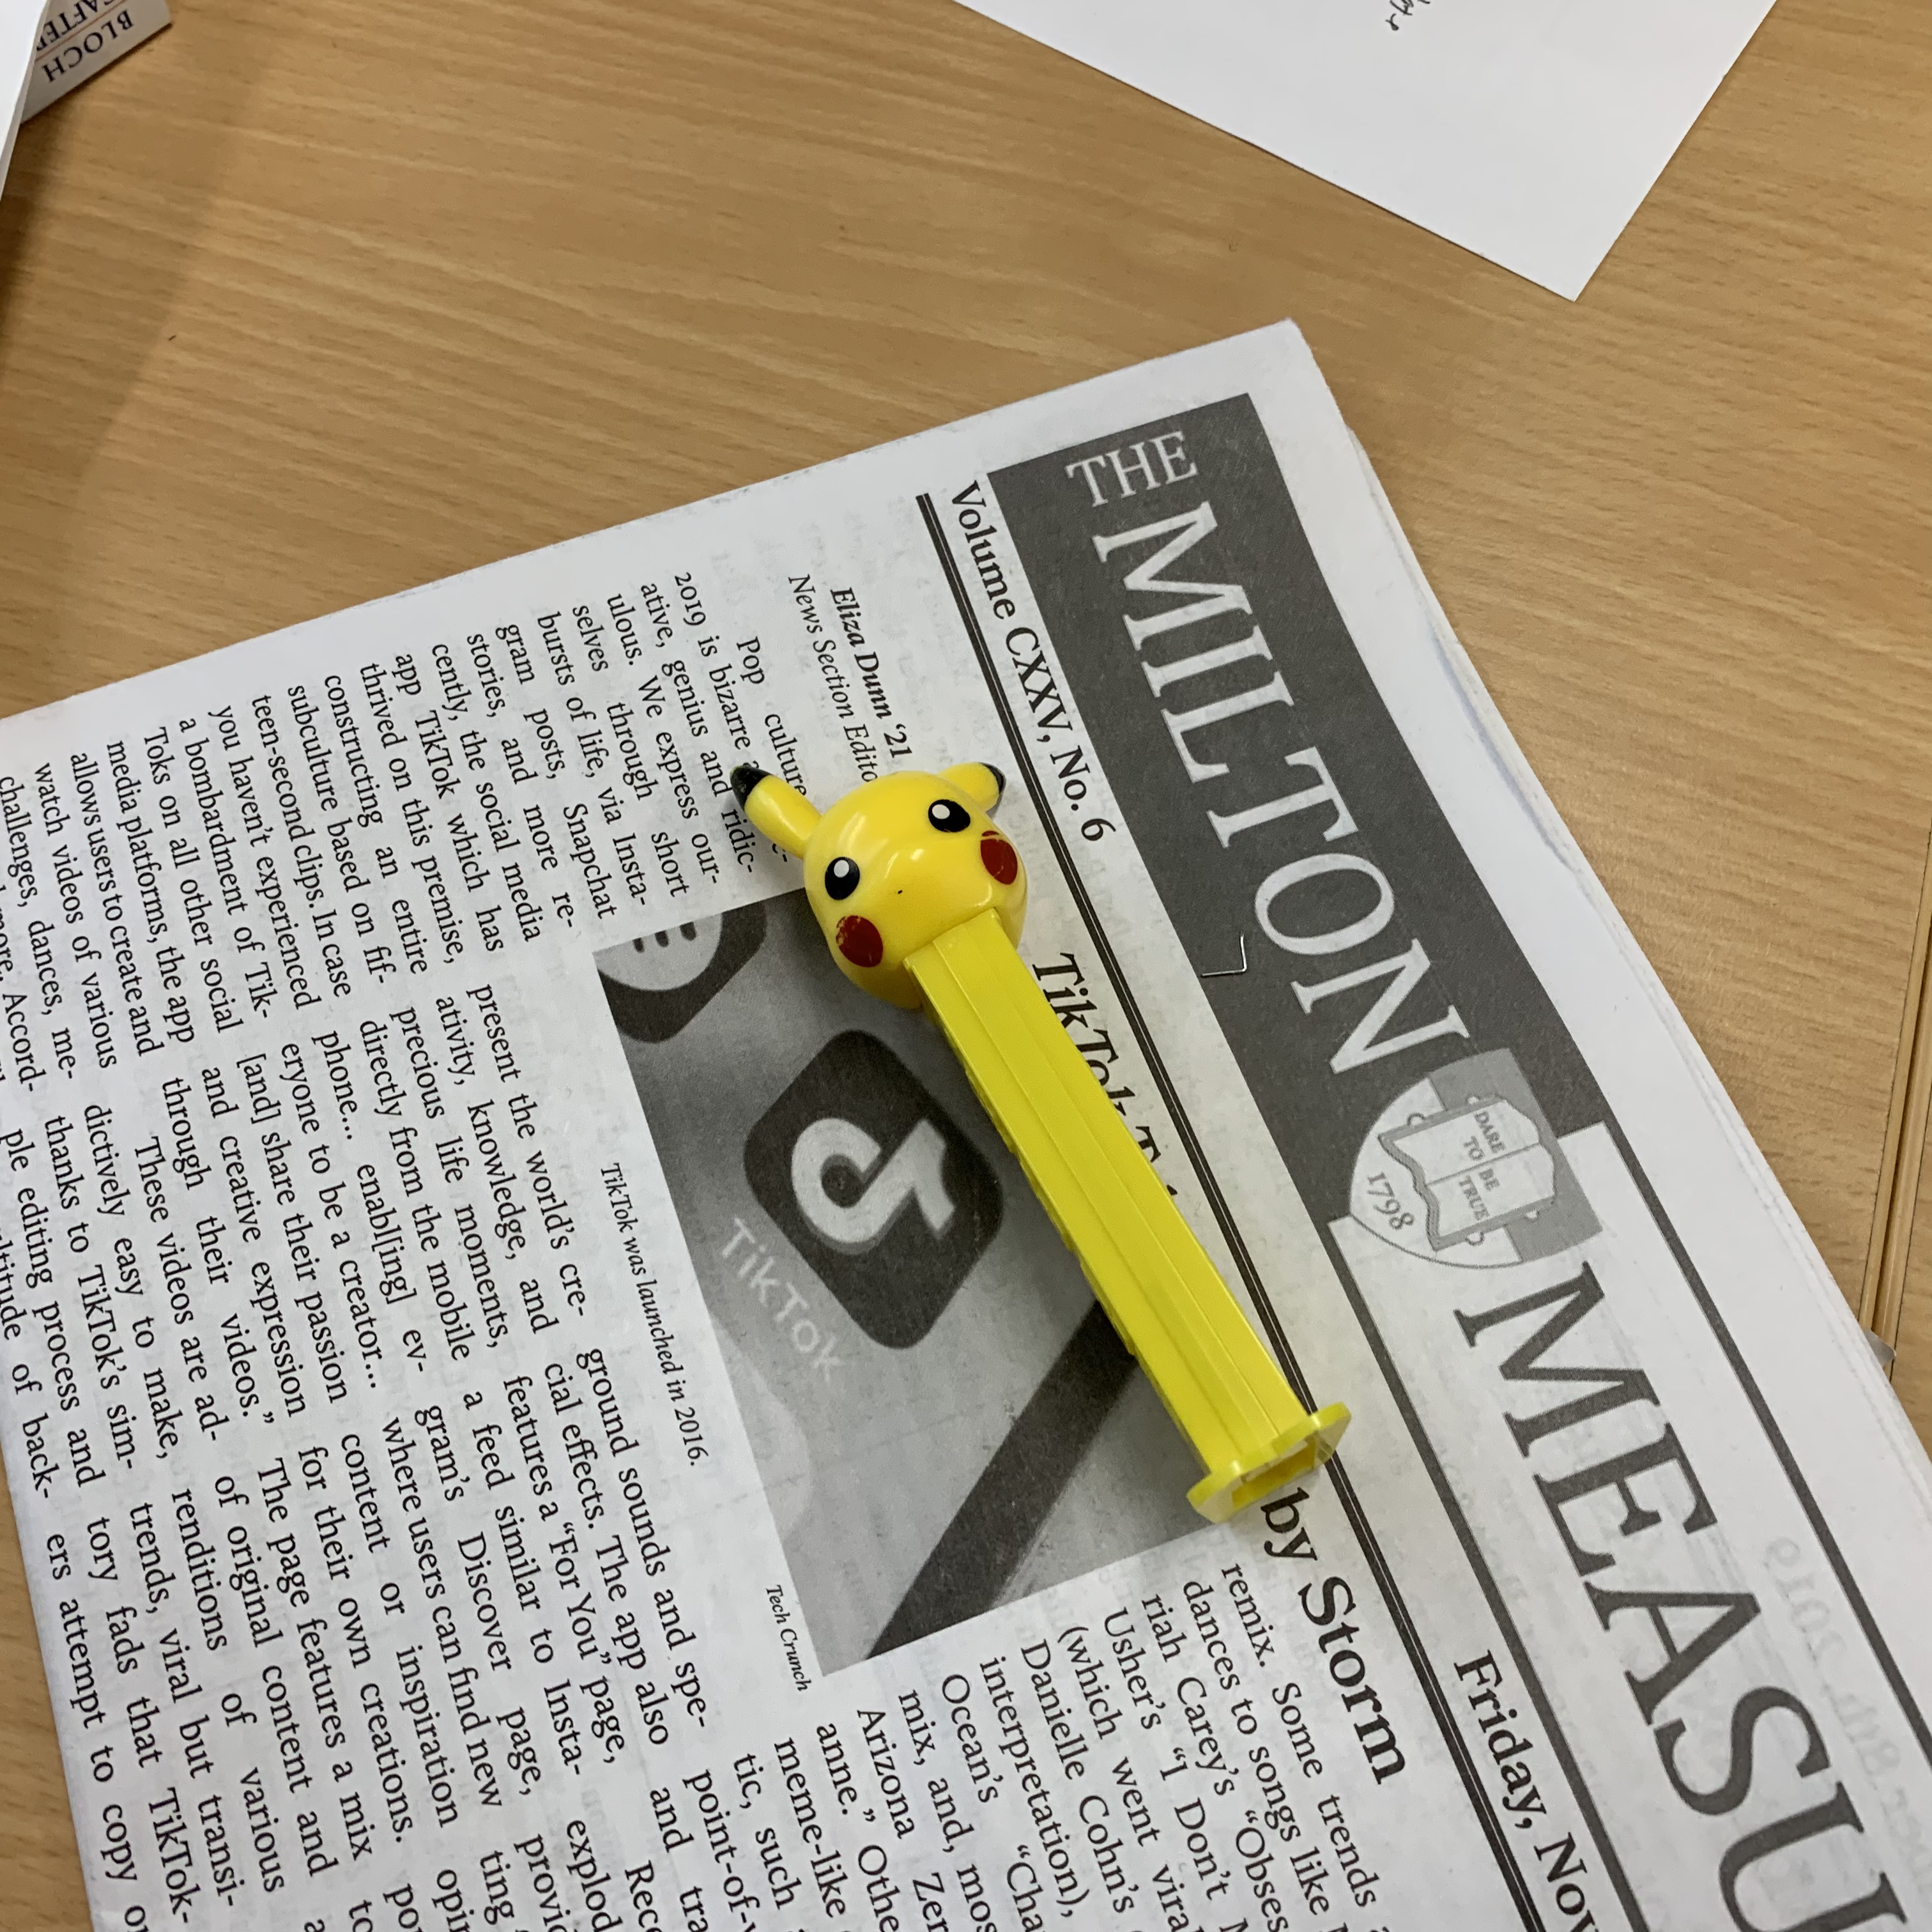 THE
MILTON
MEASU
DARE
TO
BE
TRUE
1798
Volume CXXV, No. 6
Friday, Nov
TikTok
by Storm
Eliza Dunn '21
News Section
Pop culture
2019 is bizarre
ative, genius and ridic-
ulous. We express our-
selves through short
bursts of life, via Insta-
gram posts, Snapchat
stories, and more re-
cently, the social media
app TikTok which has
thrived on this premise,
constructing an entire
subculture based on fif-
teen-second clips. In case
you haven't experienced
a bombardment of Tik-
Toks on all other social
media platforms, the app
allows users to create and
watch videos of various
challenges, dances, me-
Accord-
TikTok
Tech Crunch
TikTok was launched in 2016.
present the world's cre-
ativity, knowledge, and
precious life moments,
directly from the mobile
phone... enabl[ing] ev-
eryone to be a creator...
[and] share their passion
and creative expression
through their videos."
These videos are ad-
dictively easy to make,
thanks to TikTok's sim-
ple editing process and
of back-
ground sounds and spe-
cial effects. The app also
features a "For You" page,
a feed similar to Insta-
gram's Discover page,
where users can find new
content or inspiration
for their own creations.
The page features a mix
of original content and
renditions of various
trends, viral but transi-
tory fads that TikTok-
ers attempt to copy
remix. Some trends
dances to songs like
riah Carey's
Usher's "I Don't
(which went
Danielle Cohn's
interpretation),
Ocean's
mix, and,
Arizona
anne."
meme-like
tic, such
point-of-
and
BLOCH